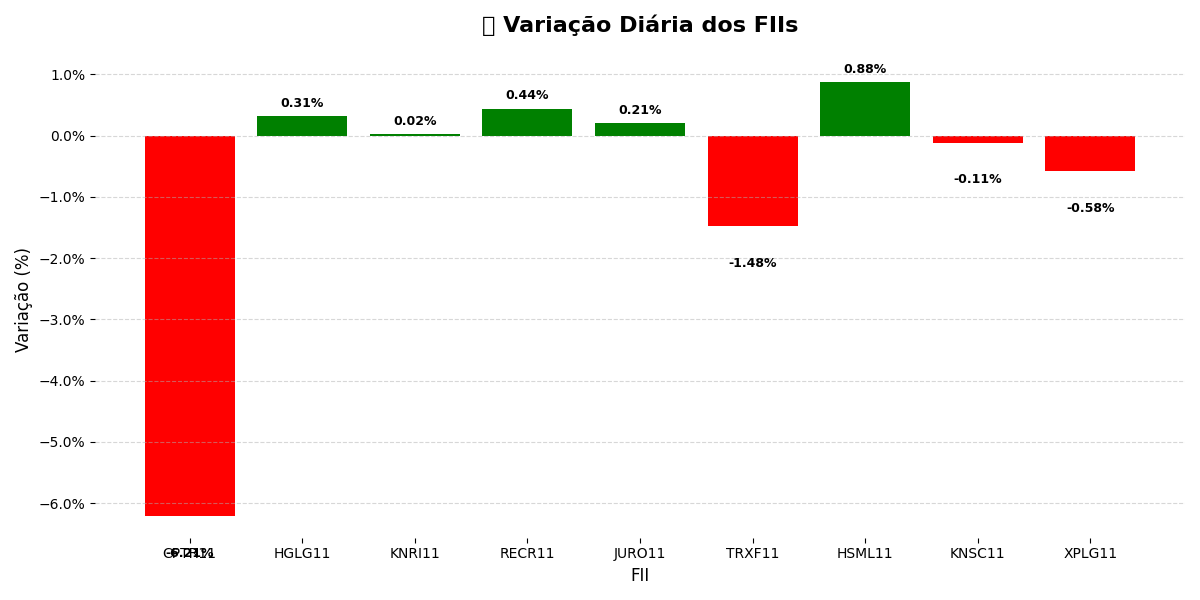 Variação Diária dos FIIs
Variação (%)
1.0%
0.0%
−1.0%
−2.0%
−3.0%
−4.0%
−5.0%
−6.0%
0.31%
0.02%
0.44%
0.21%
-1.48%
0.88%
-0.11%
-0.58%
-6.21%
HGLG11
KNRI11
RECR11
JURO11
TRXF11
HSML11
KNSC11
XPLG11
FII